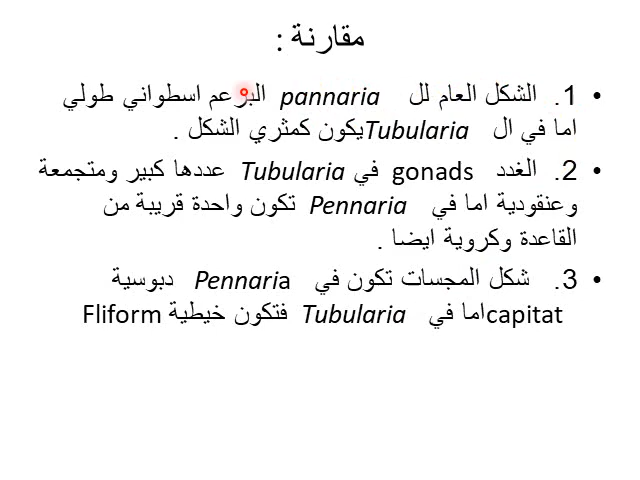 مقارنة :
• 1. الشكل العام لل pannaria البرعم اسطواني طولي
اما في ال Tubularia يكون كمثري الشكل .
• 2. الغدد gonads في Tubularia عددها كبير ومتجمعة
وعنقودية اما في Pennaria تكون واحدة قريبة من
القاعدة وكروية ايضا .
• 3. شكل المجسات تكون في Pennaria دبوسية
capitat اما في Tubularia فتكون خيطية Fliform